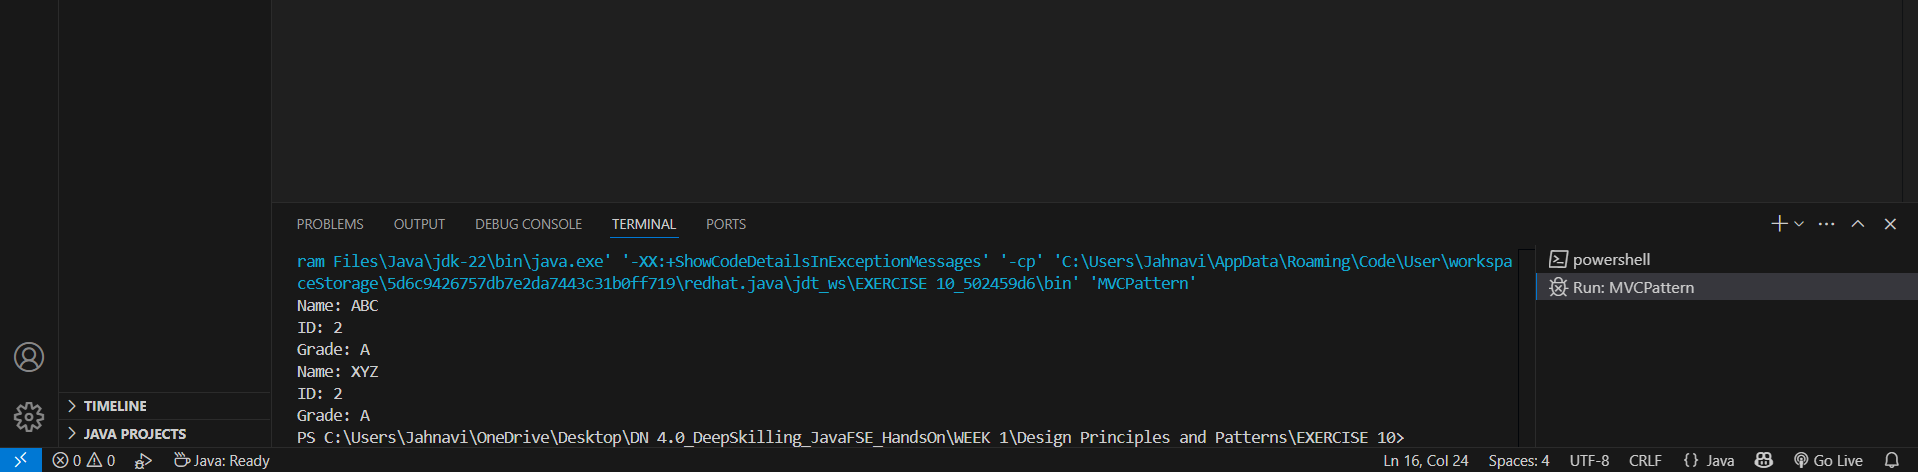 PROBLEMS OUTPUT DEBUG CONSOLE TERMINAL PORTS
ram Files\Java\jdk-22\bin\java.exe' '-XX:+ShowCodeDetailsInExceptionMessages' '-cp' 'C:\Users\Jahnavi\AppData\Roaming\Code\User\workspa
ceStorage\5d6c9426757db7e2da7443c31b0ff719\redhat.java\jdt_ws\EXERCISE 10_502459d6\bin' 'MVCPattern'
Name: ABC
ID: 2
Grade: A
Name: XYZ
ID: 2
Grade: A
PS C:\Users\Jahnavi\OneDrive\Desktop\DN 4.0_DeepSkilling_JavaFSE_HandsOn\WEEK 1\Design Principles and Patterns\EXERCISE 10>
powershell
Run: MVCPattern
TIMELINE
JAVA PROJECTS
0 0 Java: Ready Ln 16, Col 24 Spaces: 4 UTF-8 CRLF {} Java Go Live